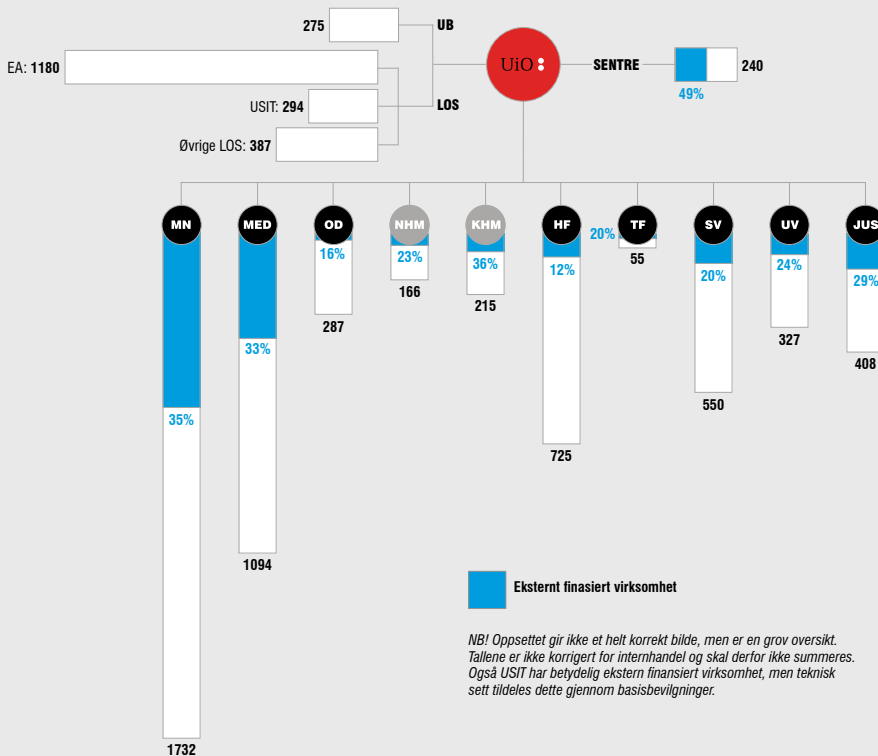 275 UB
EA: 1180
UiO:
SENTRE
240
49%
USIT: 294
LOS
Øvrige LOS: 387
MN MED OD NHM KHM HF TF SV UV JUS
20%
16% 23% 36% 12% 55 20% 24% 29%
166
215
287
327
33%
408
35%
550
725
1094
Eksternt finasiert virksomhet
NB! Oppsettet gir ikke et helt korrekt bilde, men er en grov oversikt.
Tallene er ikke korrigert for internhandel og skal derfor ikke summeres.
Også USIT har betydelig ekstern finansiert virksomhet, men teknisk
sett tildeles dette gjennom basisbevilgninger.
1732